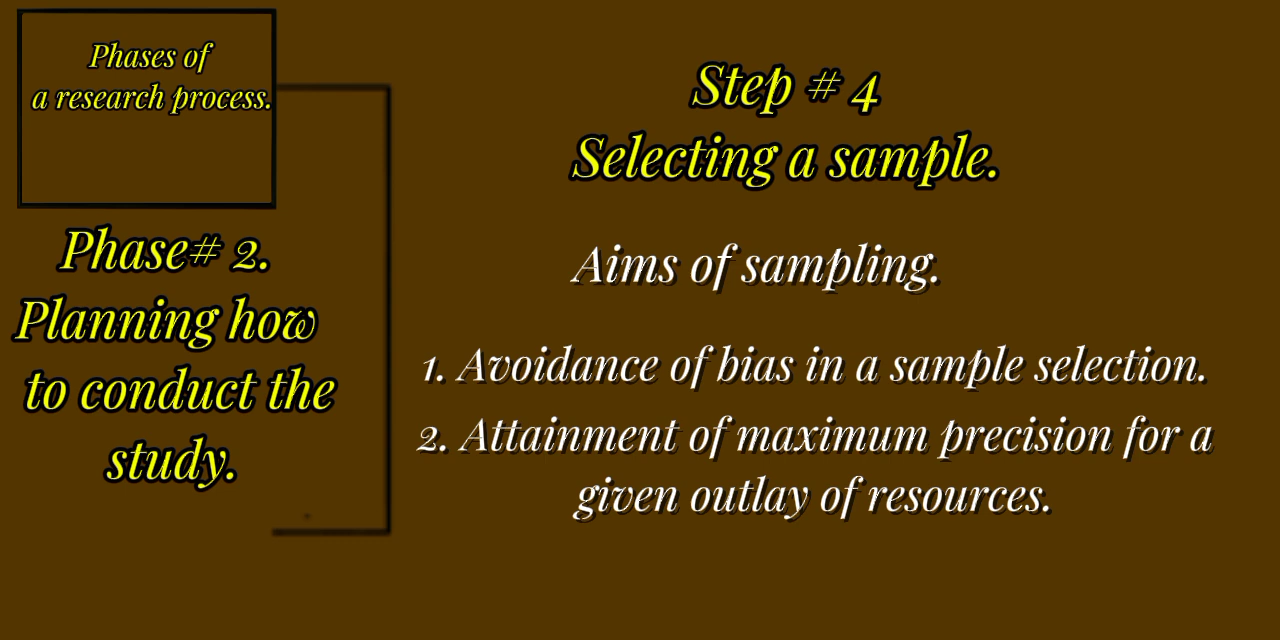 Phases of
a research process.
Phase# 2.
Planning how
to conduct the
study.
Step # 4
Selecting a sample.
Aims of sampling.
1. Avoidance of bias in a sample selection.
2. Attainment of maximum precision for a
given outlay of resources.